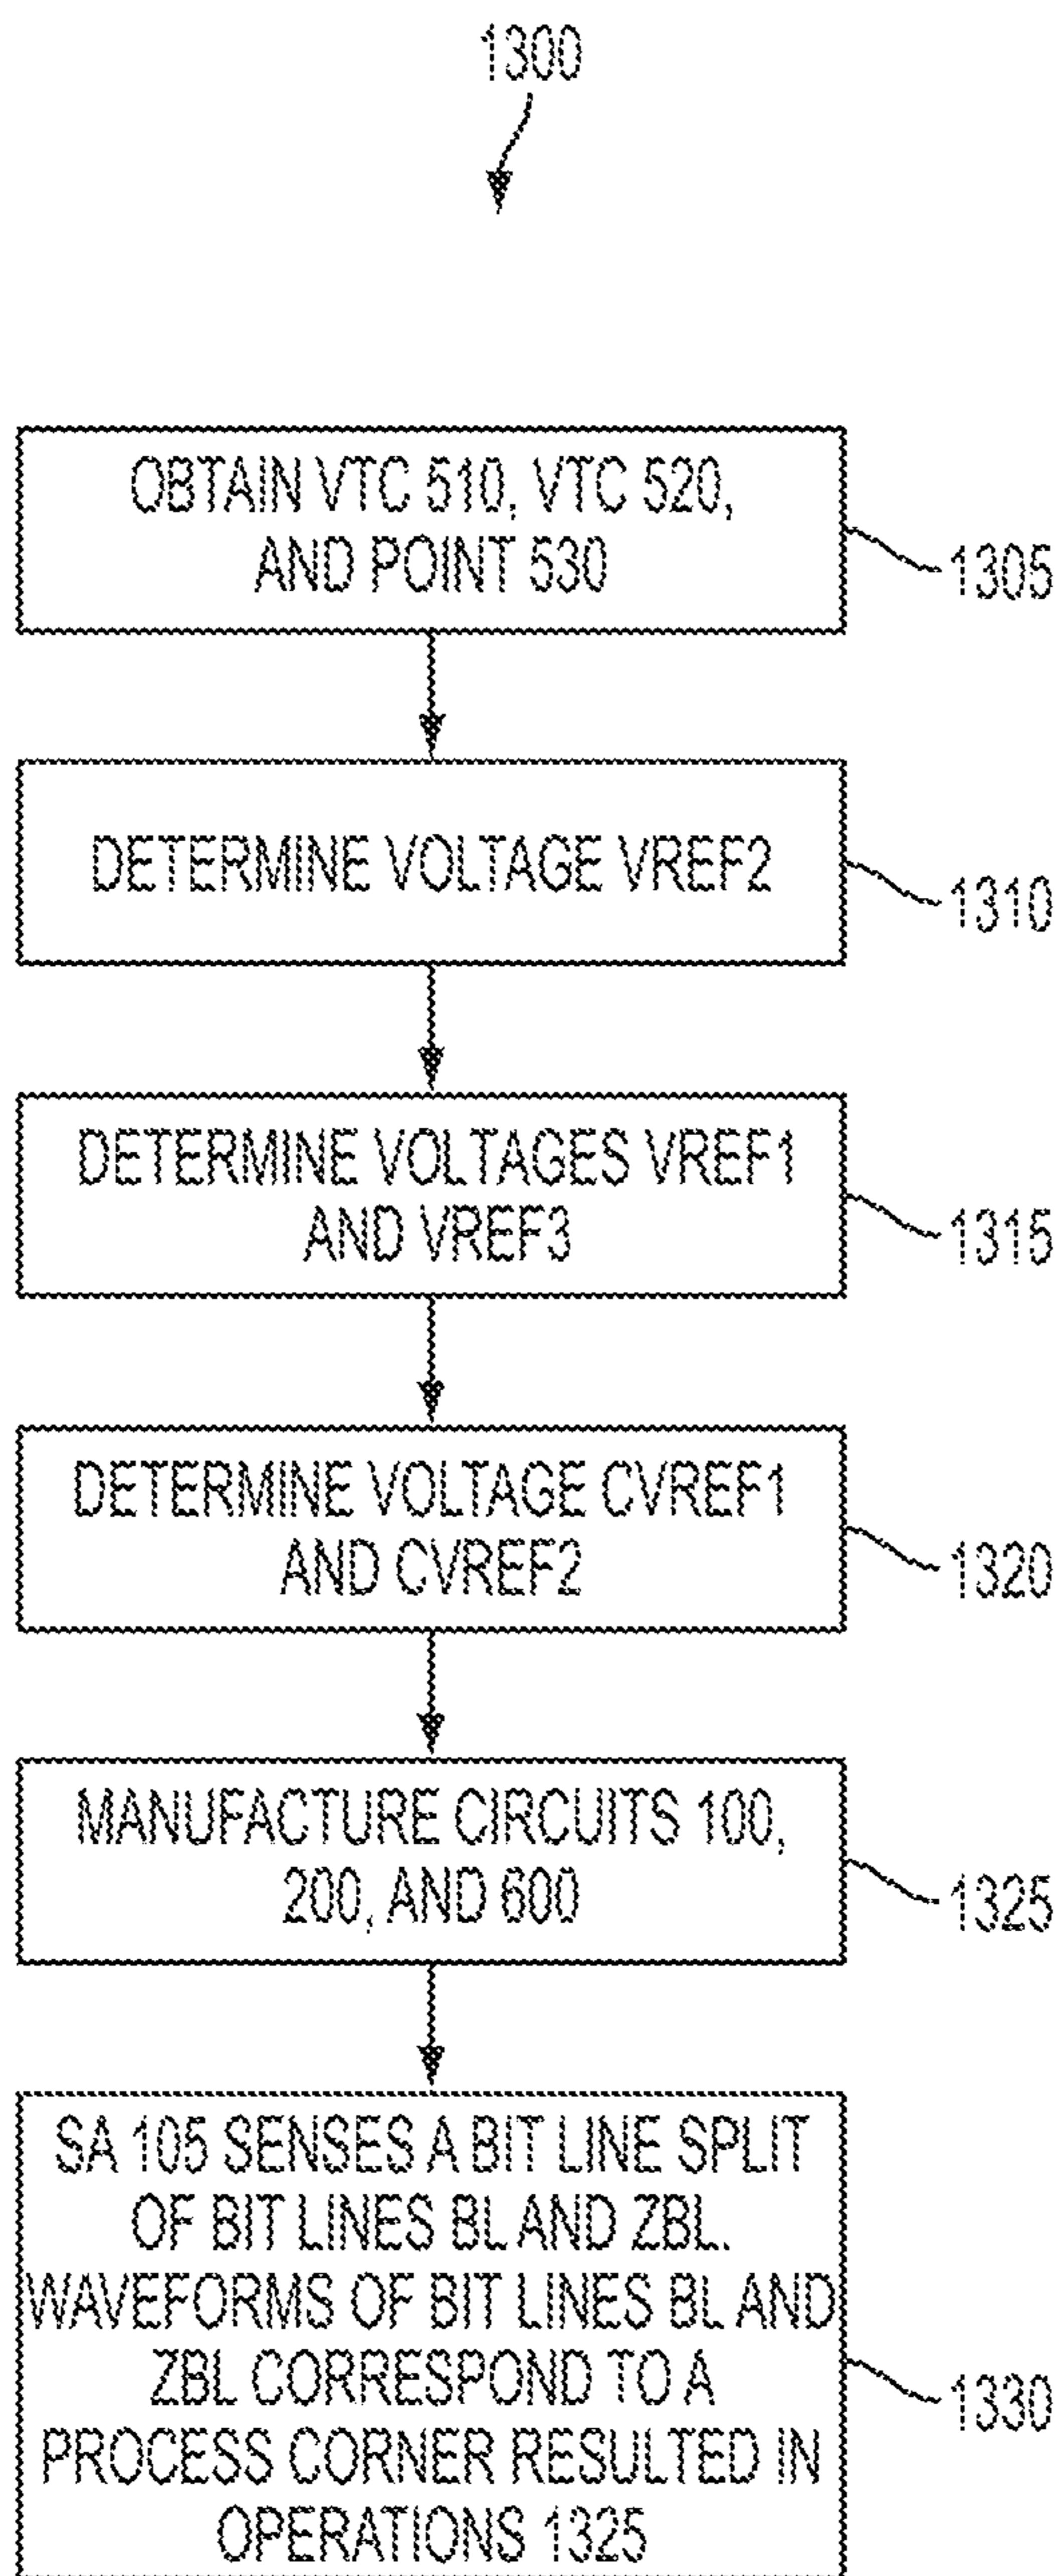 1300
OBTAIN VTC 510, VTC 520,
AND POINT 530
1305
DETERMINE VOLTAGE VREF2
1310
DETERMINE VOLTAGES VREF1
AND VREF3
1315
DETERMINE VOLTAGE CVREF1
AND CVREF2
1320
MANUFACTURE CIRCUITS 100,
200, AND 600
1325
SA 105 SENSES A BIT LINE SPLIT
OF BIT LINES BL AND ZBL.
WAVEFORMS OF BIT LINES BL AND
ZBL CORRESPOND TO A
PROCESS CORNER RESULTED IN
OPERATIONS 1325
1330